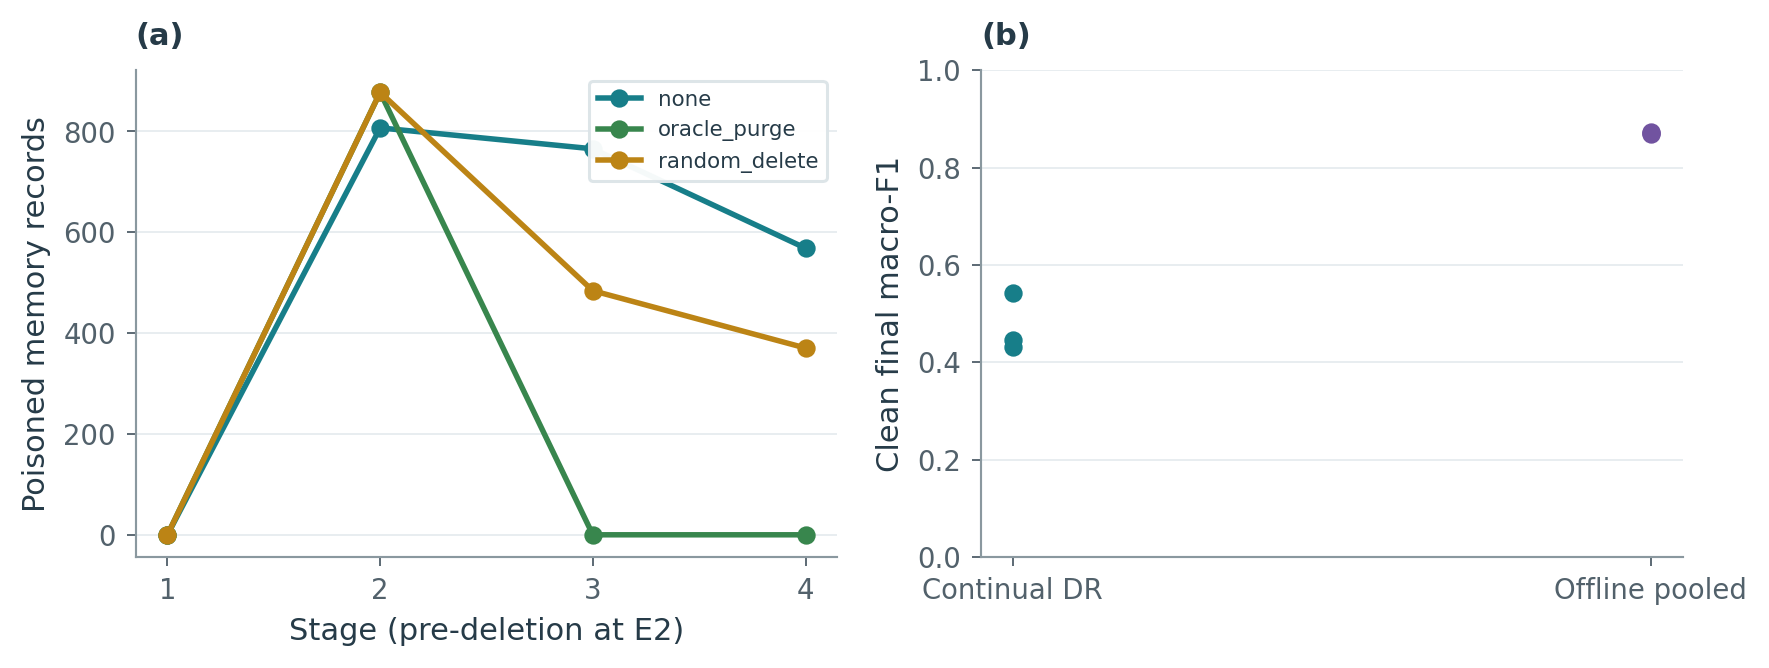 (a)
Poisoned memory records
800
600
400
200
0
1 2 3 4
Stage (pre-deletion at E2)
none
oracle_purge
random_delete
(b)
Clean final macro-F1
1.0
0.8
0.6
0.4
0.2
0.0
Continual DR
Offline pooled